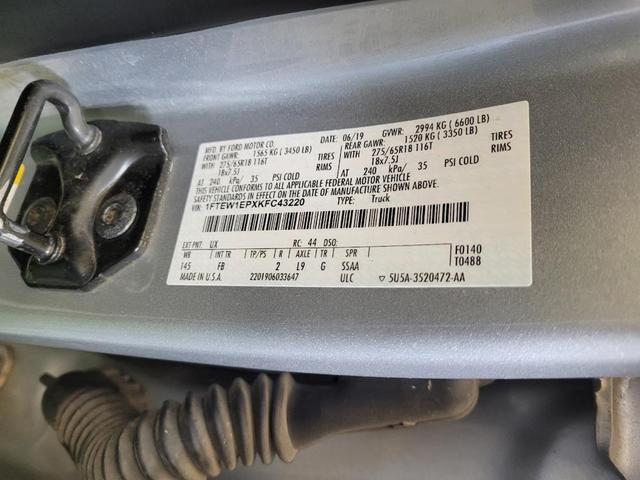 MFD. BY FORD MOTOR CO. 06/19 GVWR: 2994 KG ( 6600 LB)
FRONT GAWR: 1565 KG ( 3450 LB) REAR GAWR: 1520 KG ( 3350 LB)
WITH 275/65R18 116T TIRES WITH 275/65R18 116T TIRES
18x7.5J RIMS 18x7.5J RIMS
AT 240 kPa/ 35 PSI COLD AT 240 kPa/ 35 PSI COLD
THIS VEHICLE CONFORMS TO ALL APPLICABLE FEDERAL MOTOR VEHICLE
SAFETY STANDARDS IN EFFECT ON THE DATE OF MANUFACTURE SHOWN ABOVE.
VIN: 1FTEW1EPXKFC43220 TYPE: Truck
EXT PNT: UX RC: 44 DSO: F0140
WB INT TR TP/PS R AXLE TR SPR T0488
145 FB 2 L9 G SSAA
MADE IN U.S.A. 2201906033647 ULC ▽ 5U5A-3520472-AA